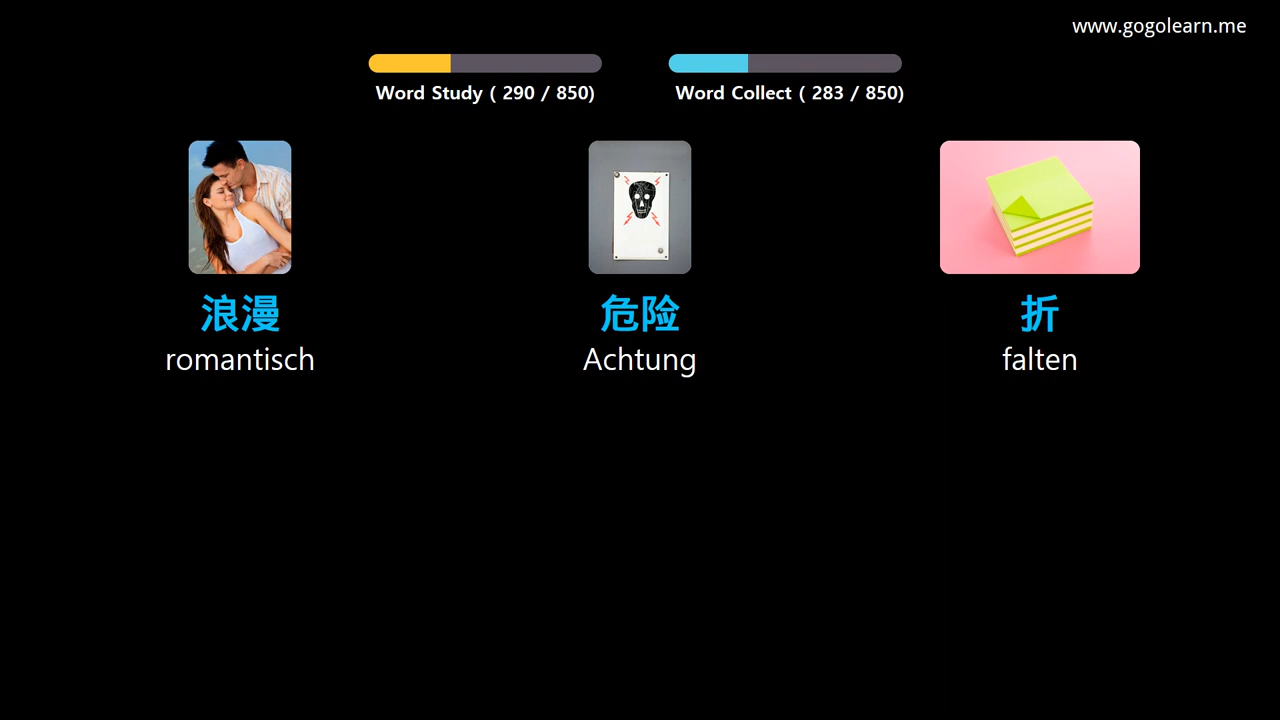 www.gogolearn.me
Word Study ( 290 / 850)
Word Collect ( 283 / 850)
浪漫
romantisch
危险
Achtung
折
falten